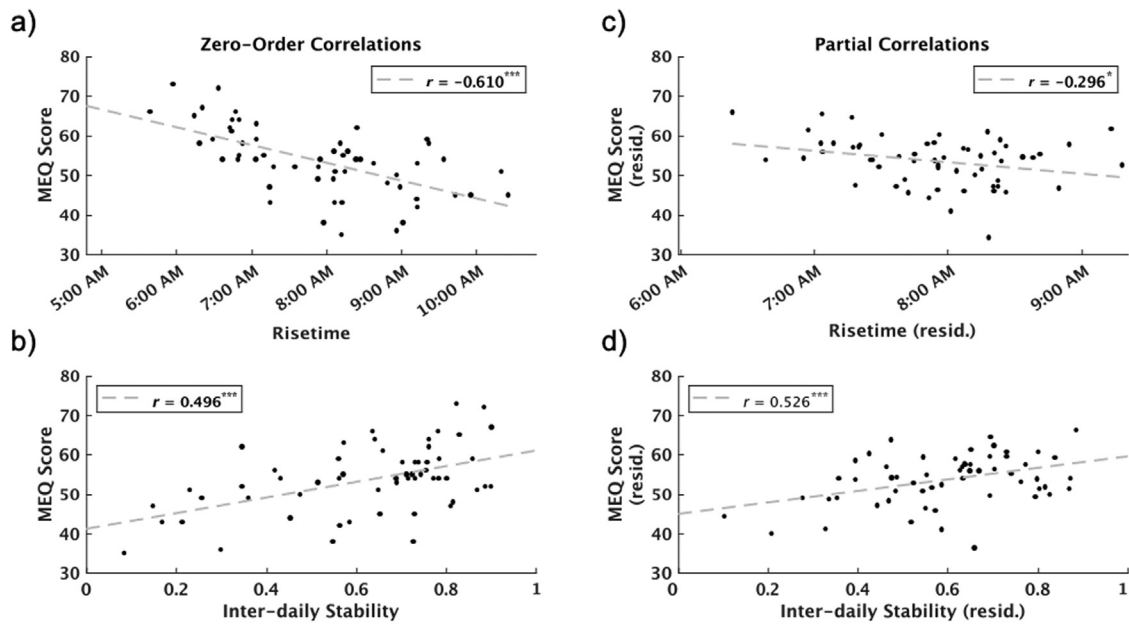 a)
Zero-Order Correlations
80
70
60
50
40
30
MEQ Score
r = −0.610***
5:00 AM
6:00 AM
7:00 AM
8:00 AM
9:00 AM
10:00 AM
Risetime
c)
Partial Correlations
80
70
60
50
40
30
MEQ Score
(resid.)
r = −0.296*
6:00 AM
7:00 AM
8:00 AM
9:00 AM
Risetime (resid.)
b)
80
70
60
50
40
30
MEQ Score
r = 0.496***
0
0.2
0.4
0.6
0.8
1
Inter-daily Stability
d)
80
70
60
50
40
30
MEQ Score
(resid.)
r = 0.526***
0
0.2
0.4
0.6
0.8
1
Inter-daily Stability (resid.)